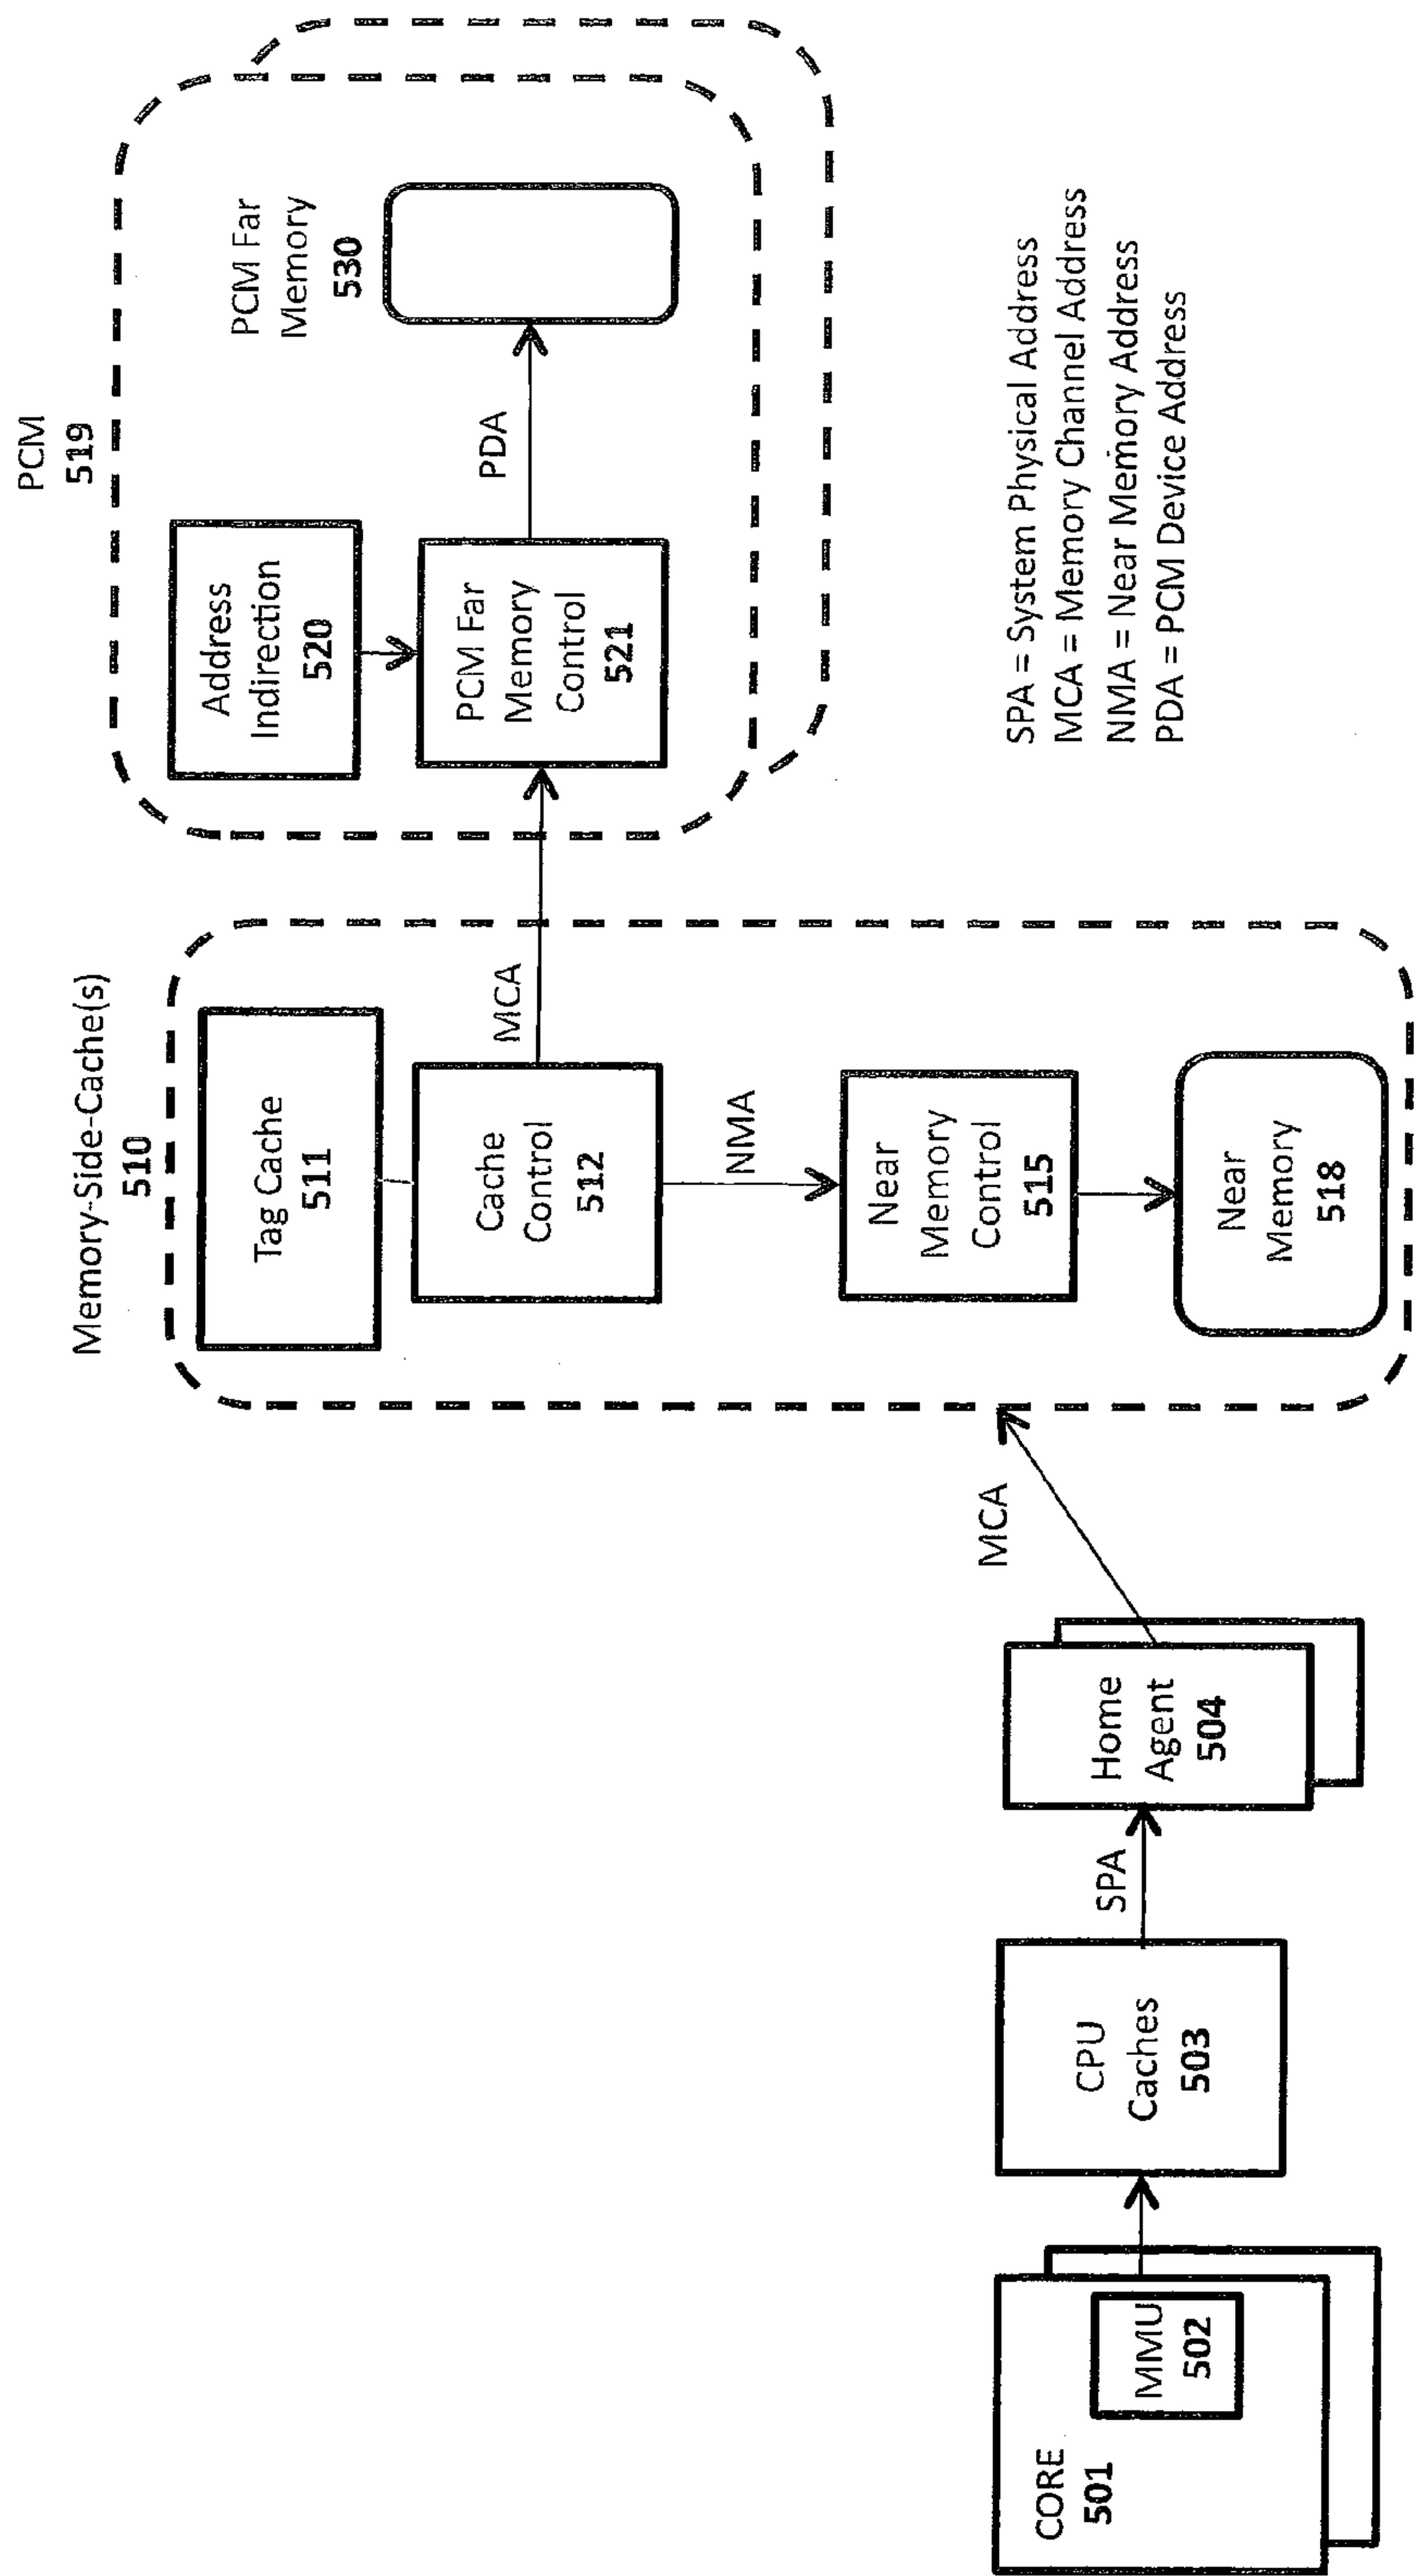 PCM
519
Address
Indirection
520
PCM Far
Memory
Control
521
PDA
PCM Far
Memory
530
Memory-Side-Cache(s)
510
Tag Cache
511
Cache
Control
512
MCA
NMA
Near
Memory
Control
515
Near
Memory
518
MCA
Home
Agent
504
SPA
CPU
Caches
503
CORE
501
MMU
502
SPA = System Physical Address
MCA = Memory Channel Address
NMA = Near Memory Address
PDA = PCM Device Address